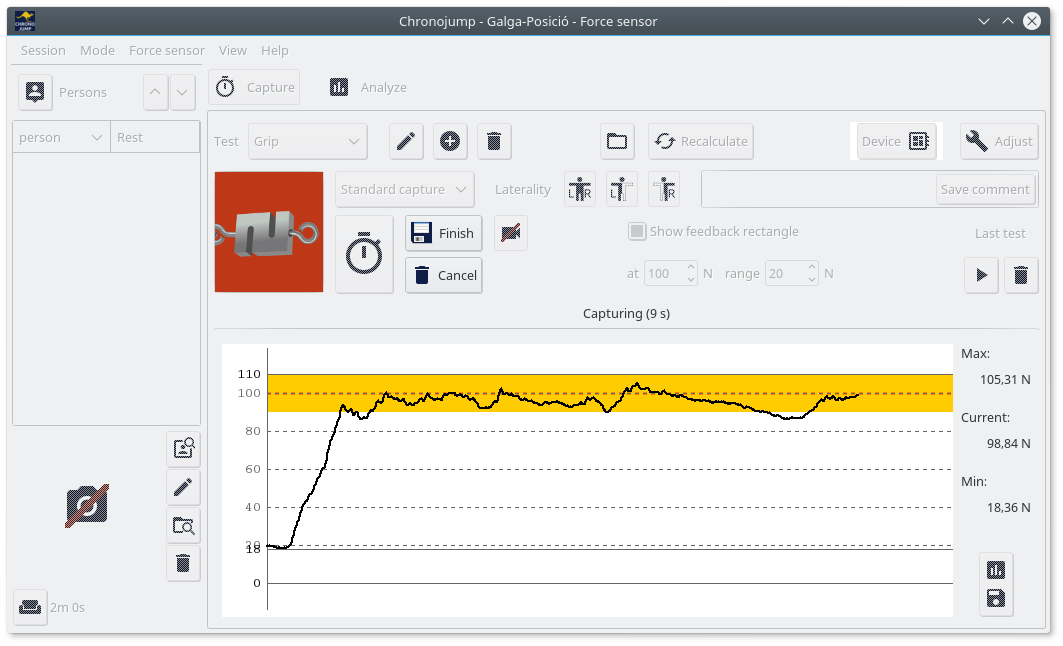 Chronojump - Galga-Posició - Force sensor
CHRONO
JUMP
Session Mode Force sensor View Help
Persons
Capture Analyze
person Rest
Test Grip Recalculate Device Adjust
Standard capture Laterality L R L R Save comment
Finish Show feedback rectangle Last test
Cancel at 100 N range 20 N
Capturing (9 s)
110
100
80
60
40
20
18
0
Max:
105,31 N
Current:
98,84 N
Min:
18,36 N
2m 0s